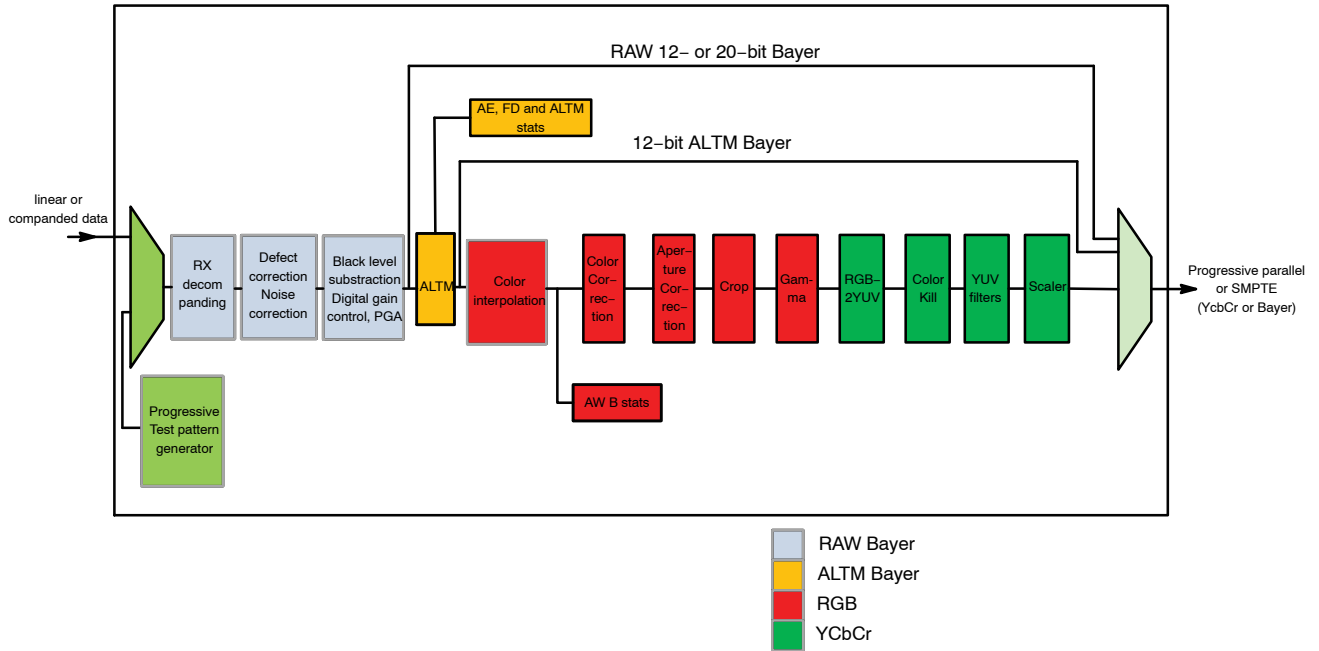 RAW 12− or 20−bit Bayer
AE, FD and ALTM
stats
12−bit ALTM Bayer
linear or
companded data
RX
decom
panding
Defect
correction
Noise
correction
Black level
substraction
Digital gain
control, PGA
ALTM
Color
interpolation
Color
Cor−
rec−
tion
Aper−
ture
Cor−
rec−
tion
Crop
Gam−
ma
RGB−
2YUV
Color
Kill
YUV
filters
Scaler
Progressive parallel
or SMPTE
(YcbCr or Bayer)
AW B stats
Progressive
Test pattern
generator
RAW Bayer
ALTM Bayer
RGB
YCbCr